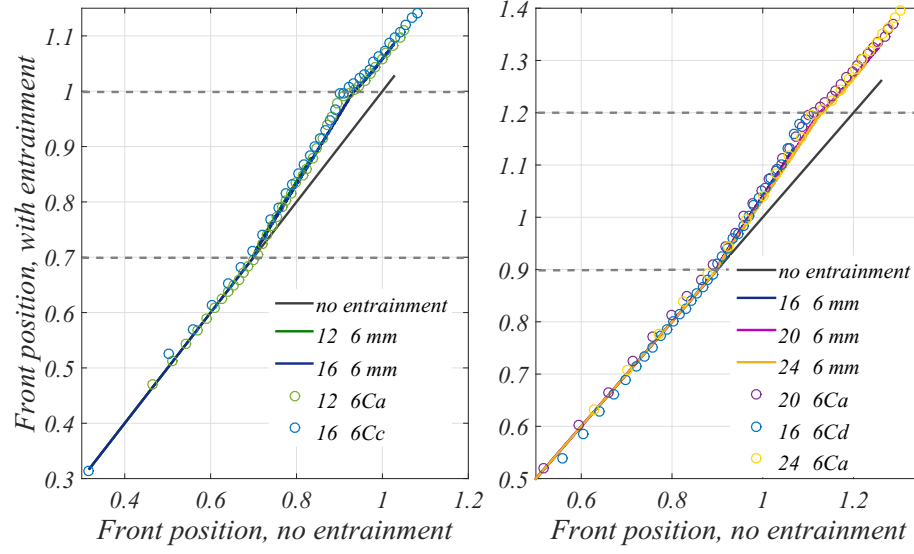 Front position, with entrainment
1.1
1
0.9
0.8
0.7
0.6
0.5
0.4
0.3
0.4
0.6
0.8
1
Front position, no entrainment
no entrainment
12 6 mm
16 6 mm
12 6Ca
16 6Cc
1.4
1.3
1.2
1.1
1
0.9
0.8
0.7
0.6
0.5
0.6
0.8
1
1.2
Front position, no entrainment
no entrainment
16 6 mm
20 6 mm
24 6 mm
20 6Ca
16 6Cd
24 6Ca